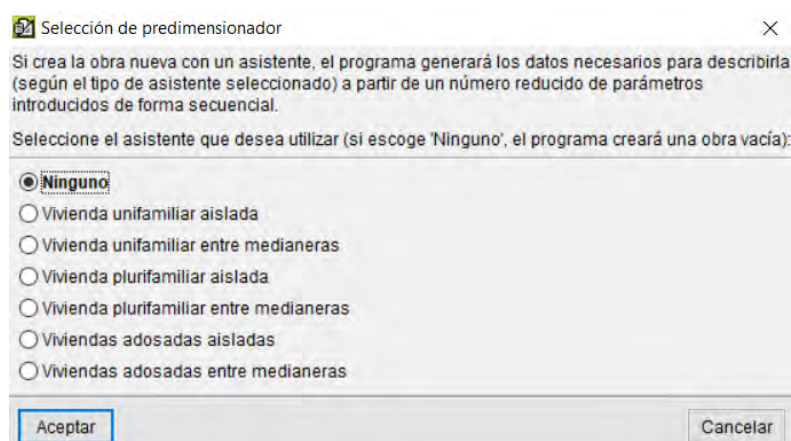 Selección de predimensionador
Si crea la obra nueva con un asistente, el programa generará los datos necesarios para describirla
(según el tipo de asistente seleccionado) a partir de un número reducido de parámetros
introducidos de forma secuencial.
Seleccione el asistente que desea utilizar (si escoge 'Ninguno', el programa creará una obra vacía):
Ninguno
Vivienda unifamiliar aislada
Vivienda unifamiliar entre medianeras
Vivienda plurifamiliar aislada
Vivienda plurifamiliar entre medianeras
Viviendas adosadas aisladas
Viviendas adosadas entre medianeras
Aceptar
Cancelar